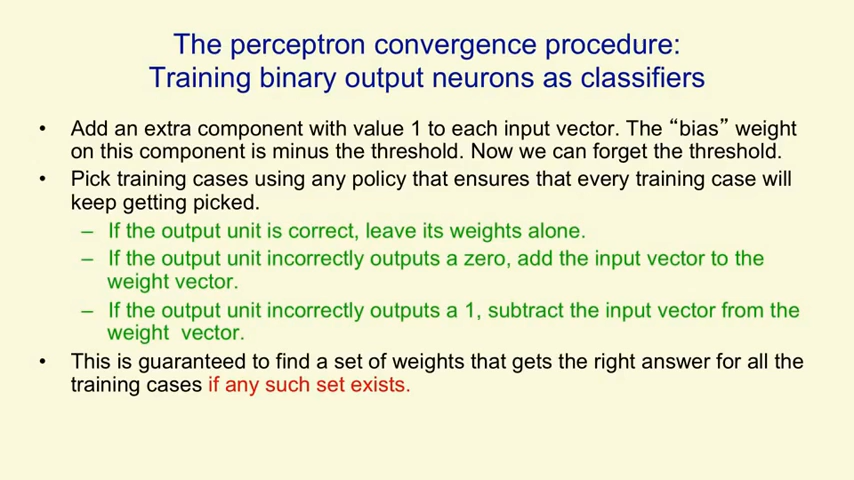 The perceptron convergence procedure:
Training binary output neurons as classifiers
• Add an extra component with value 1 to each input vector. The “bias” weight
on this component is minus the threshold. Now we can forget the threshold.
• Pick training cases using any policy that ensures that every training case will
keep getting picked.
– If the output unit is correct, leave its weights alone.
– If the output unit incorrectly outputs a zero, add the input vector to the
weight vector.
– If the output unit incorrectly outputs a 1, subtract the input vector from the
weight vector.
• This is guaranteed to find a set of weights that gets the right answer for all the
training cases if any such set exists.